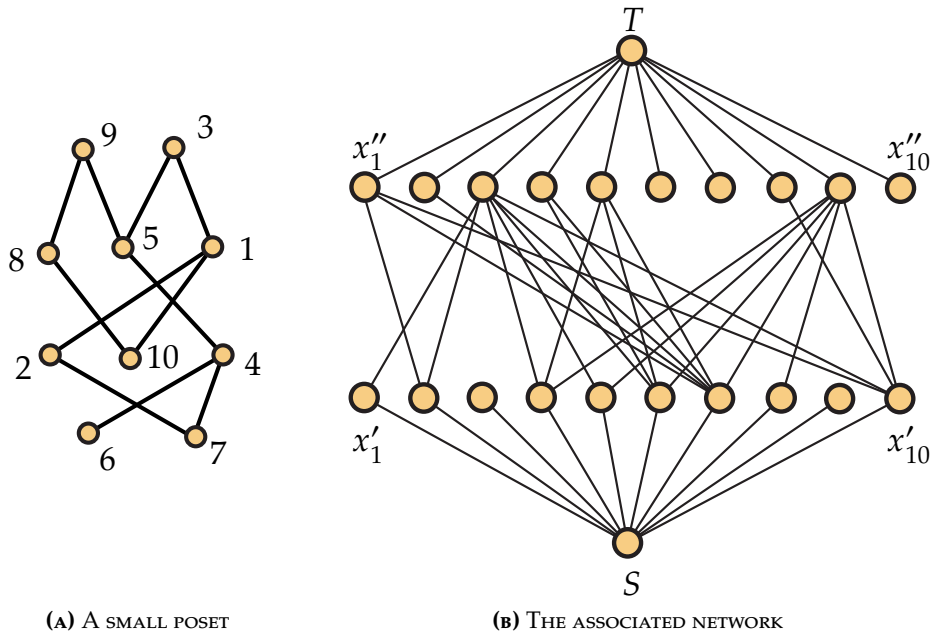 T
9
3
x″₁
x″₁₀
8
5
1
2
10
4
6
7
x′₁
x′₁₀
S
(A) A SMALL POSET
(B) THE ASSOCIATED NETWORK